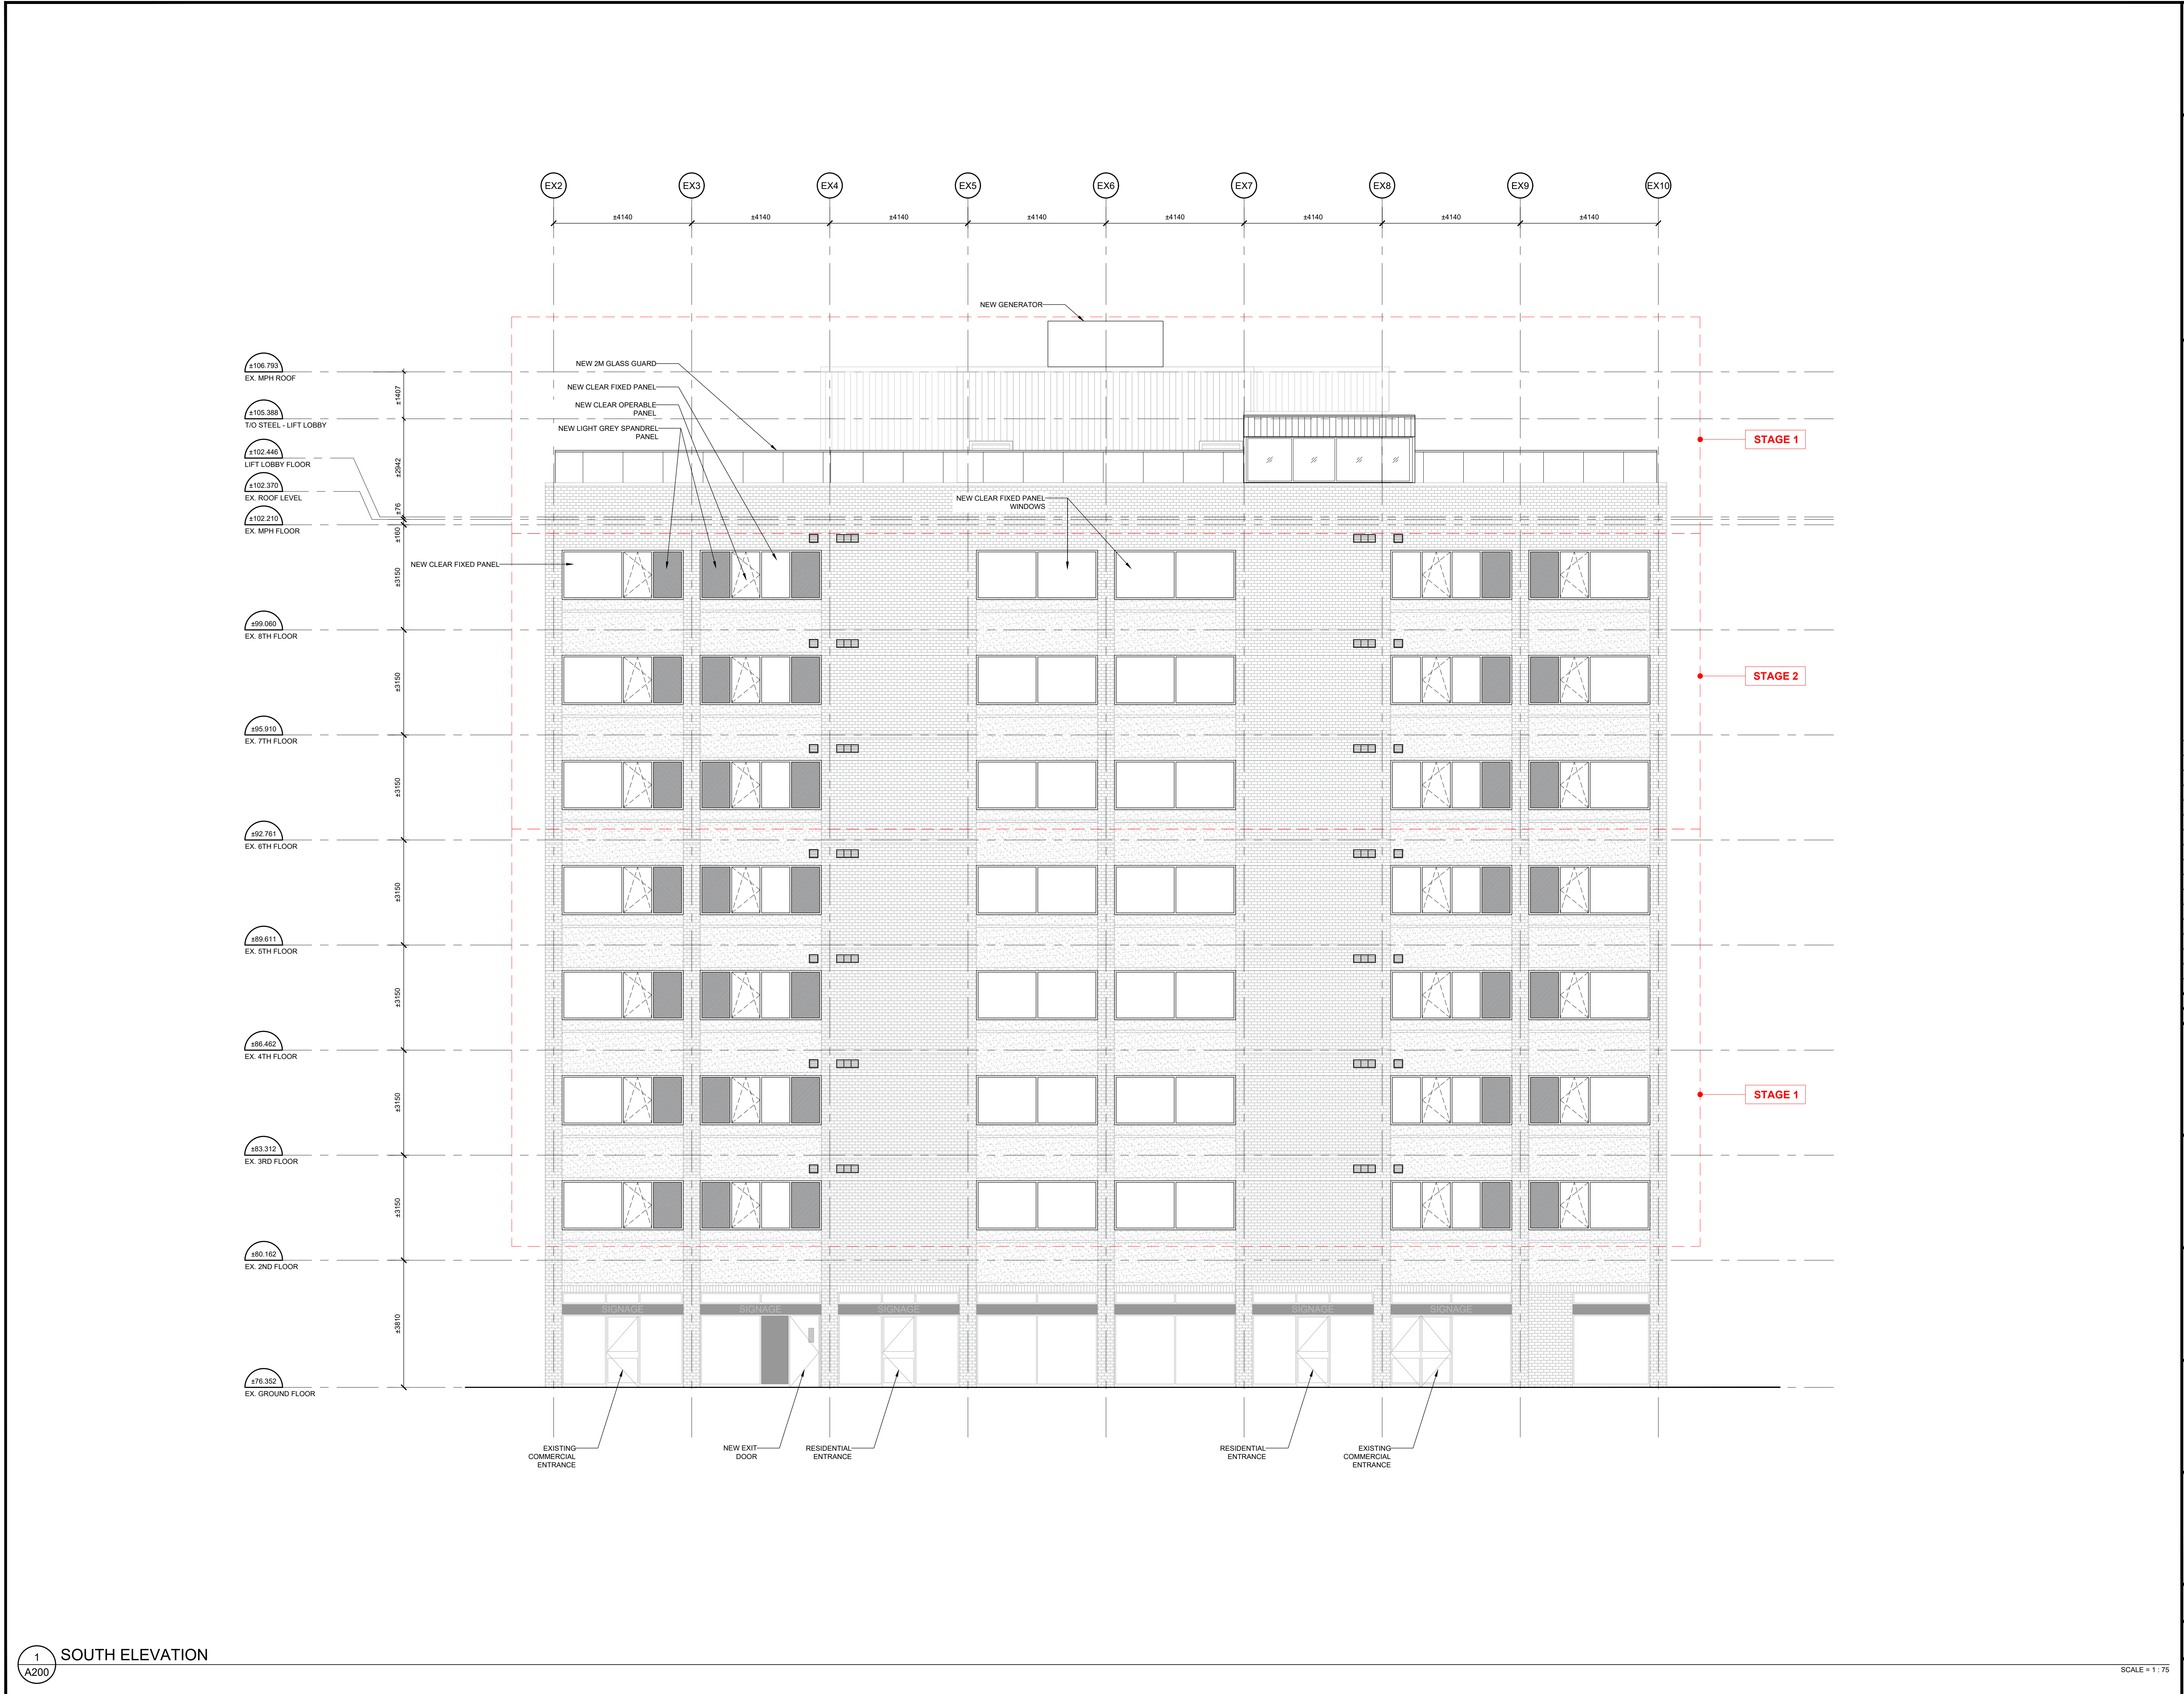 EX2 EX3 EX4 EX5 EX6 EX7 EX8 EX9 EX10
±4140 ±4140 ±4140 ±4140 ±4140 ±4140 ±4140 ±4140
NEW GENERATOR
±106.793
EX. MPH ROOF
±1407
NEW 2M GLASS GUARD
NEW CLEAR FIXED PANEL
NEW CLEAR OPERABLE
PANEL
NEW LIGHT GREY SPANDREL
PANEL
±105.388
T/O STEEL - LIFT LOBBY
STAGE 1
±102.446
LIFT LOBBY FLOOR
±2942
±102.370
EX. ROOF LEVEL
±76
NEW CLEAR FIXED PANEL
WINDOWS
±102.210
EX. MPH FLOOR
±160
NEW CLEAR FIXED PANEL
±3150
±99.060
EX. 8TH FLOOR
±3150
STAGE 2
±95.910
EX. 7TH FLOOR
±3150
±92.761
EX. 6TH FLOOR
±3150
±89.611
EX. 5TH FLOOR
±3150
±86.462
EX. 4TH FLOOR
±3150
STAGE 1
±83.312
EX. 3RD FLOOR
±3150
±80.162
EX. 2ND FLOOR
±3810
SIGNAGE SIGNAGE SIGNAGE SIGNAGE SIGNAGE
±76.352
EX. GROUND FLOOR
EXISTING
COMMERCIAL
ENTRANCE
NEW EXIT
DOOR
RESIDENTIAL
ENTRANCE
RESIDENTIAL
ENTRANCE
EXISTING
COMMERCIAL
ENTRANCE
1
A200
SOUTH ELEVATION
SCALE = 1 : 75